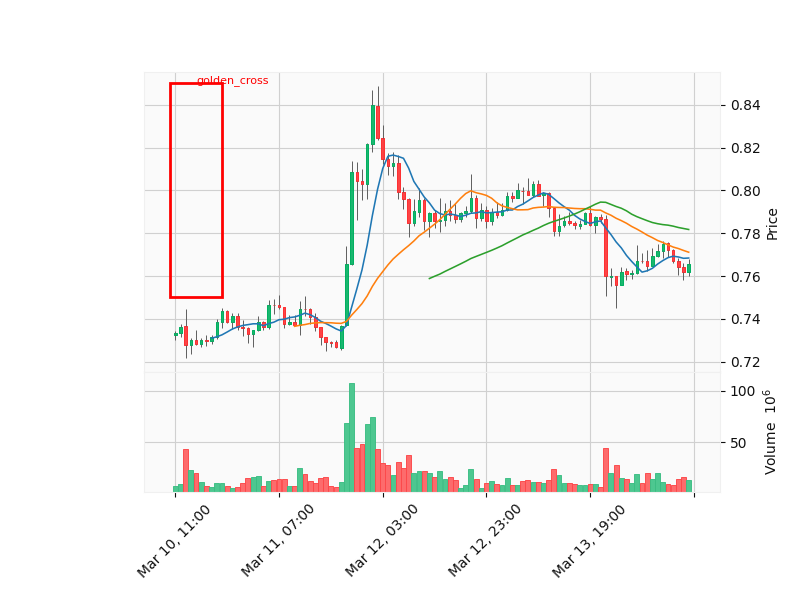 golden_cross
0.84
0.82
0.80
0.78
0.76
0.74
0.72
Price
100
50
Volume 10^6
Mar 10, 11:00
Mar 11, 07:00
Mar 12, 03:00
Mar 12, 23:00
Mar 13, 19:00